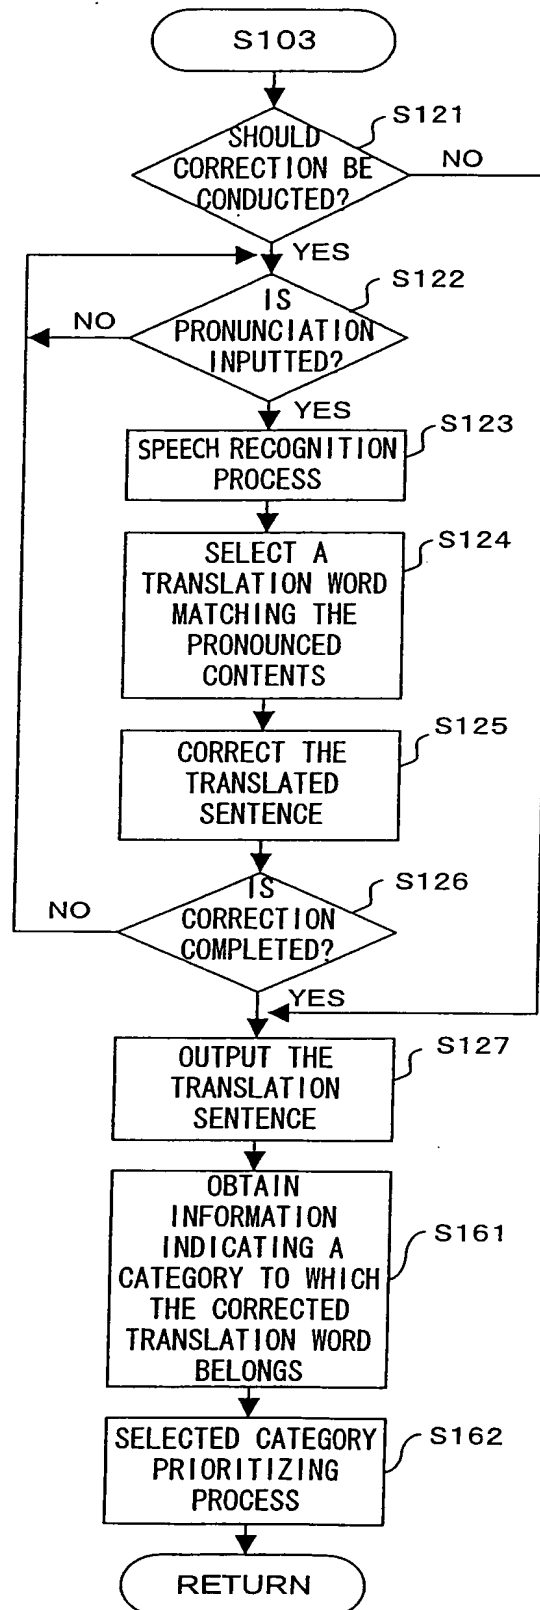 S103
S121
SHOULD
CORRECTION BE
CONDUCTED?
NO
YES
S122
IS
PRONUNCIATION
INPUTTED?
NO
YES
S123
SPEECH RECOGNITION
PROCESS
S124
SELECT A
TRANSLATION WORD
MATCHING THE
PRONOUNCED
CONTENTS
S125
CORRECT THE
TRANSLATED
SENTENCE
S126
IS
CORRECTION
COMPLETED?
NO
YES
S127
OUTPUT THE
TRANSLATION
SENTENCE
S161
OBTAIN
INFORMATION
INDICATING A
CATEGORY TO WHICH
THE CORRECTED
TRANSLATION WORD
BELONGS
S162
SELECTED CATEGORY
PRIORITIZING
PROCESS
RETURN